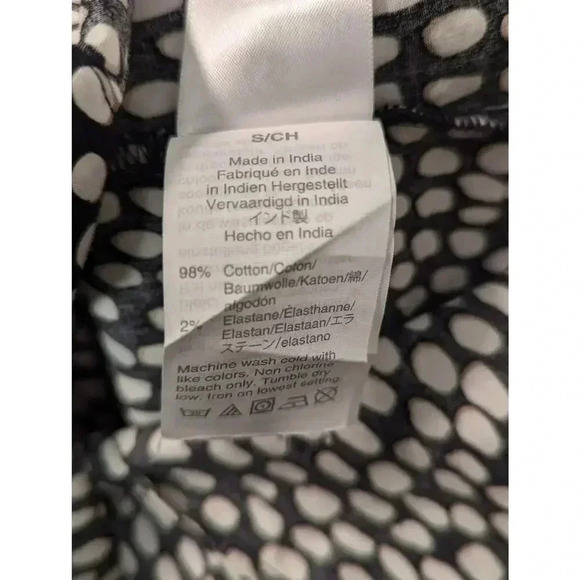 S/CH
Made in India
Fabriqué en Inde
in Indien Hergestellt
Vervaardigd in India
インド製
Hecho en India
98% Cotton/Coton/
Baumwolle/Katoen/綿/
algodón
2% Elastane/Élasthanne/
Elastan/Elastaan/エラ
ステーン/elastano
Machine wash cold with
like colors. Non chlorine
bleach only. Tumble dry
low. Iron on lowest setting.